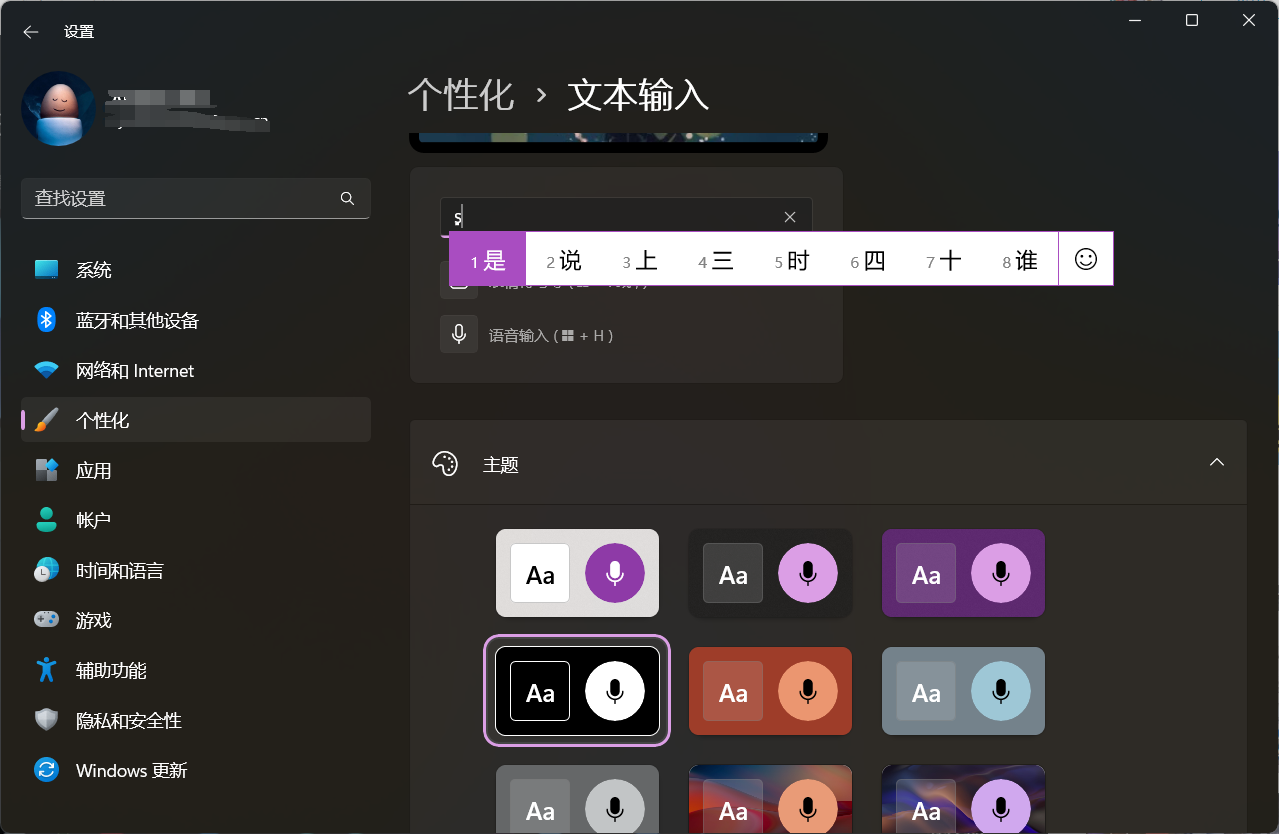 设置
个性化 › 文本输入
查找设置
系统
蓝牙和其他设备
网络和 Internet
个性化
应用
帐户
时间和语言
游戏
辅助功能
隐私和安全性
Windows 更新
s
1 是 2 说 3 上 4 三 5 时 6 四 7 十 8 谁
语音输入 ( + H )
主题
Aa Aa Aa
Aa Aa Aa
Aa Aa Aa